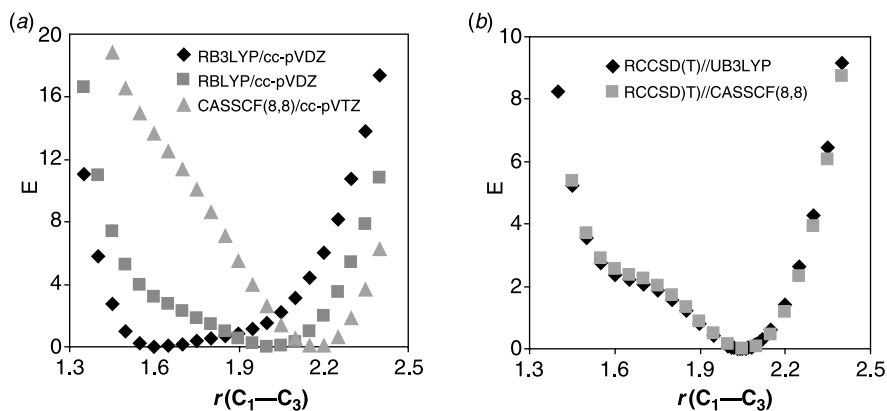 (a)
20
16
12
8
4
0
E
RB3LYP/cc-pVDZ
RBLYP/cc-pVDZ
CASSCF(8,8)/cc-pVTZ
1.3 1.6 1.9 2.2 2.5
r(C1—C3)
(b)
10
8
6
4
2
0
E
RCCSD(T)//UB3LYP
RCCSD)T)//CASSCF(8,8)
1.3 1.6 1.9 2.2 2.5
r(C1—C3)